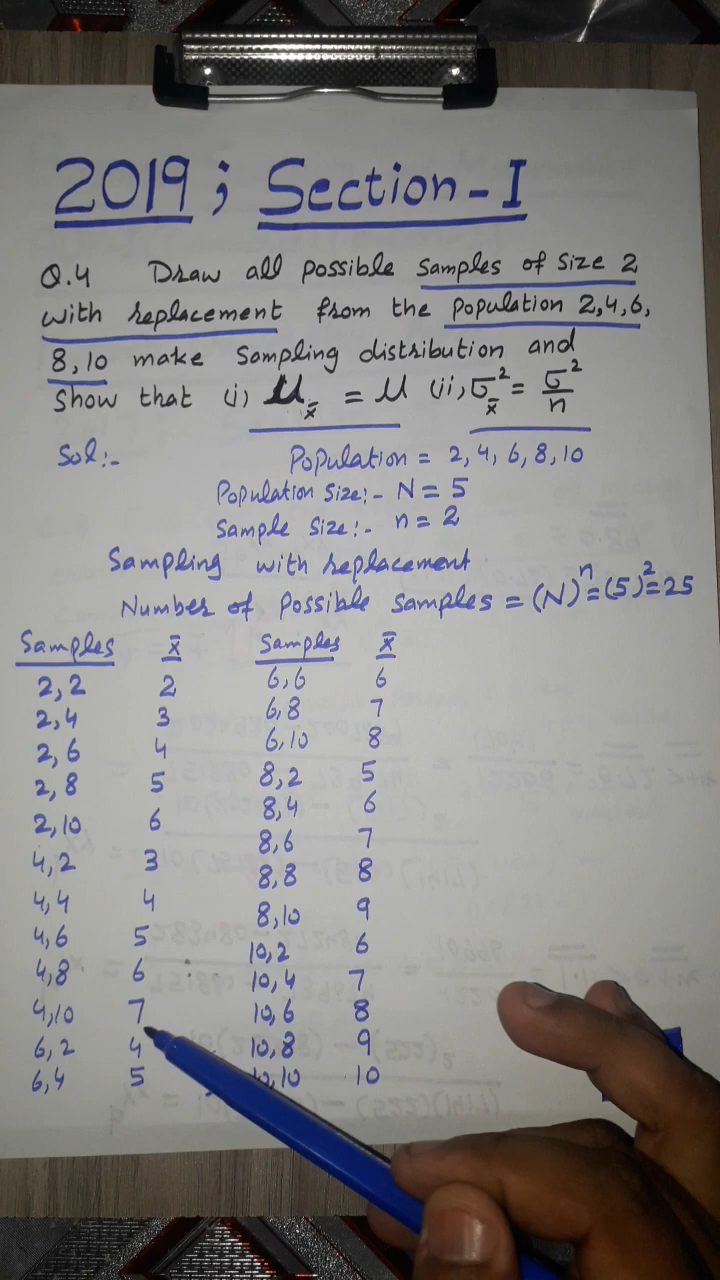 2019 ; Section-I
Q.4 Draw all possible samples of size 2
with replacement from the population 2,4,6,
8,10 make sampling distribution and
show that (i) μx̄ = μ (ii) σx̄² = σ²/n
Sol:-
Population = 2, 4, 6, 8, 10
Population Size:- N = 5
Sample Size:- n = 2
Sampling with replacement
Number of possible samples = (N)ⁿ = (5)² = 25
Samples x̄ Samples x̄
2,2 2 6,6 6
2,4 3 6,8 7
2,6 4 6,10 8
2,8 5 8,2 5
2,10 6 8,4 6
4,2 3 8,6 7
4,4 4 8,8 8
4,6 5 8,10 9
4,8 6 10,2 6
4,10 7 10,4 7
6,2 4 10,6 8
6,4 5 10,8 9
10,10 10